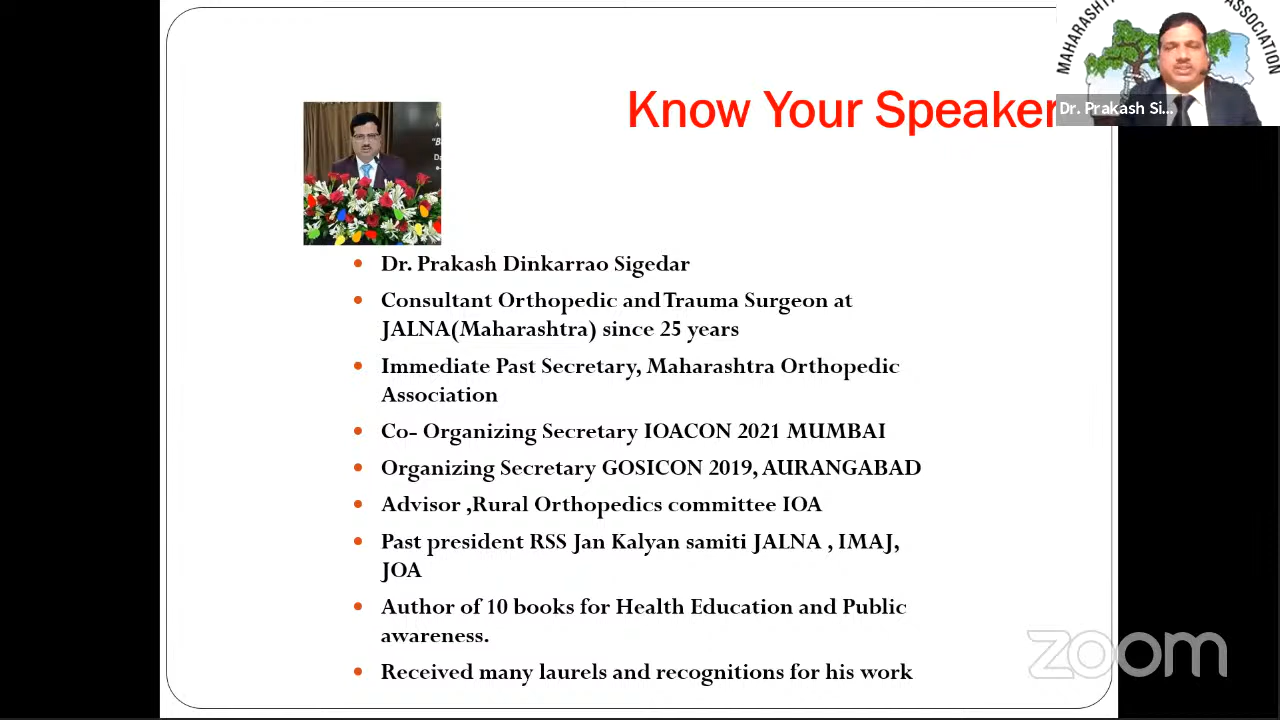 MAHARASHT
ASSOCIATION
Know Your Speaker
Dr. Prakash Si...
Dr. Prakash Dinkarrao Sigedar
Consultant Orthopedic and Trauma Surgeon at
JALNA(Maharashtra) since 25 years
Immediate Past Secretary, Maharashtra Orthopedic
Association
Co- Organizing Secretary IOACON 2021 MUMBAI
Organizing Secretary GOSICON 2019, AURANGABAD
Advisor ,Rural Orthopedics committee IOA
Past president RSS Jan Kalyan samiti JALNA , IMAJ,
JOA
Author of 10 books for Health Education and Public
awareness.
Received many laurels and recognitions for his work
zoom